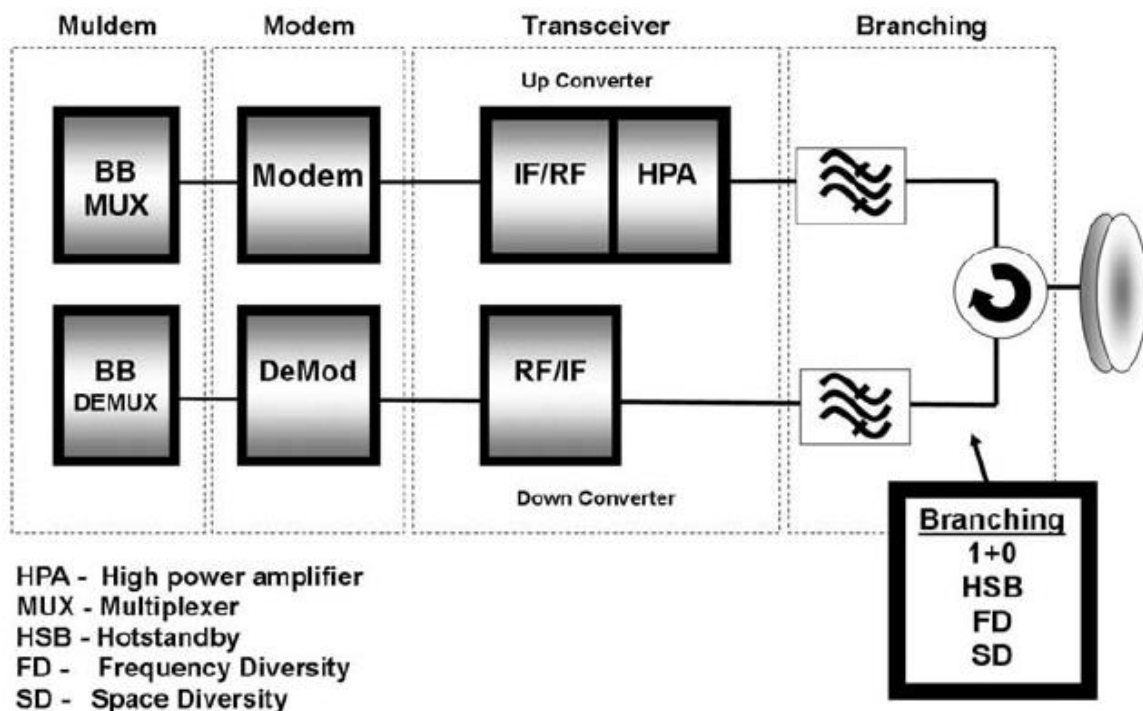 Muldem Modem Transceiver Branching
Up Converter
BB
MUX
Modem
IF/RF
HPA
BB
DEMUX
DeMod
RF/IF
Down Converter
Branching
1+0
HSB
FD
SD
HPA - High power amplifier
MUX - Multiplexer
HSB - Hotstandby
FD - Frequency Diversity
SD - Space Diversity